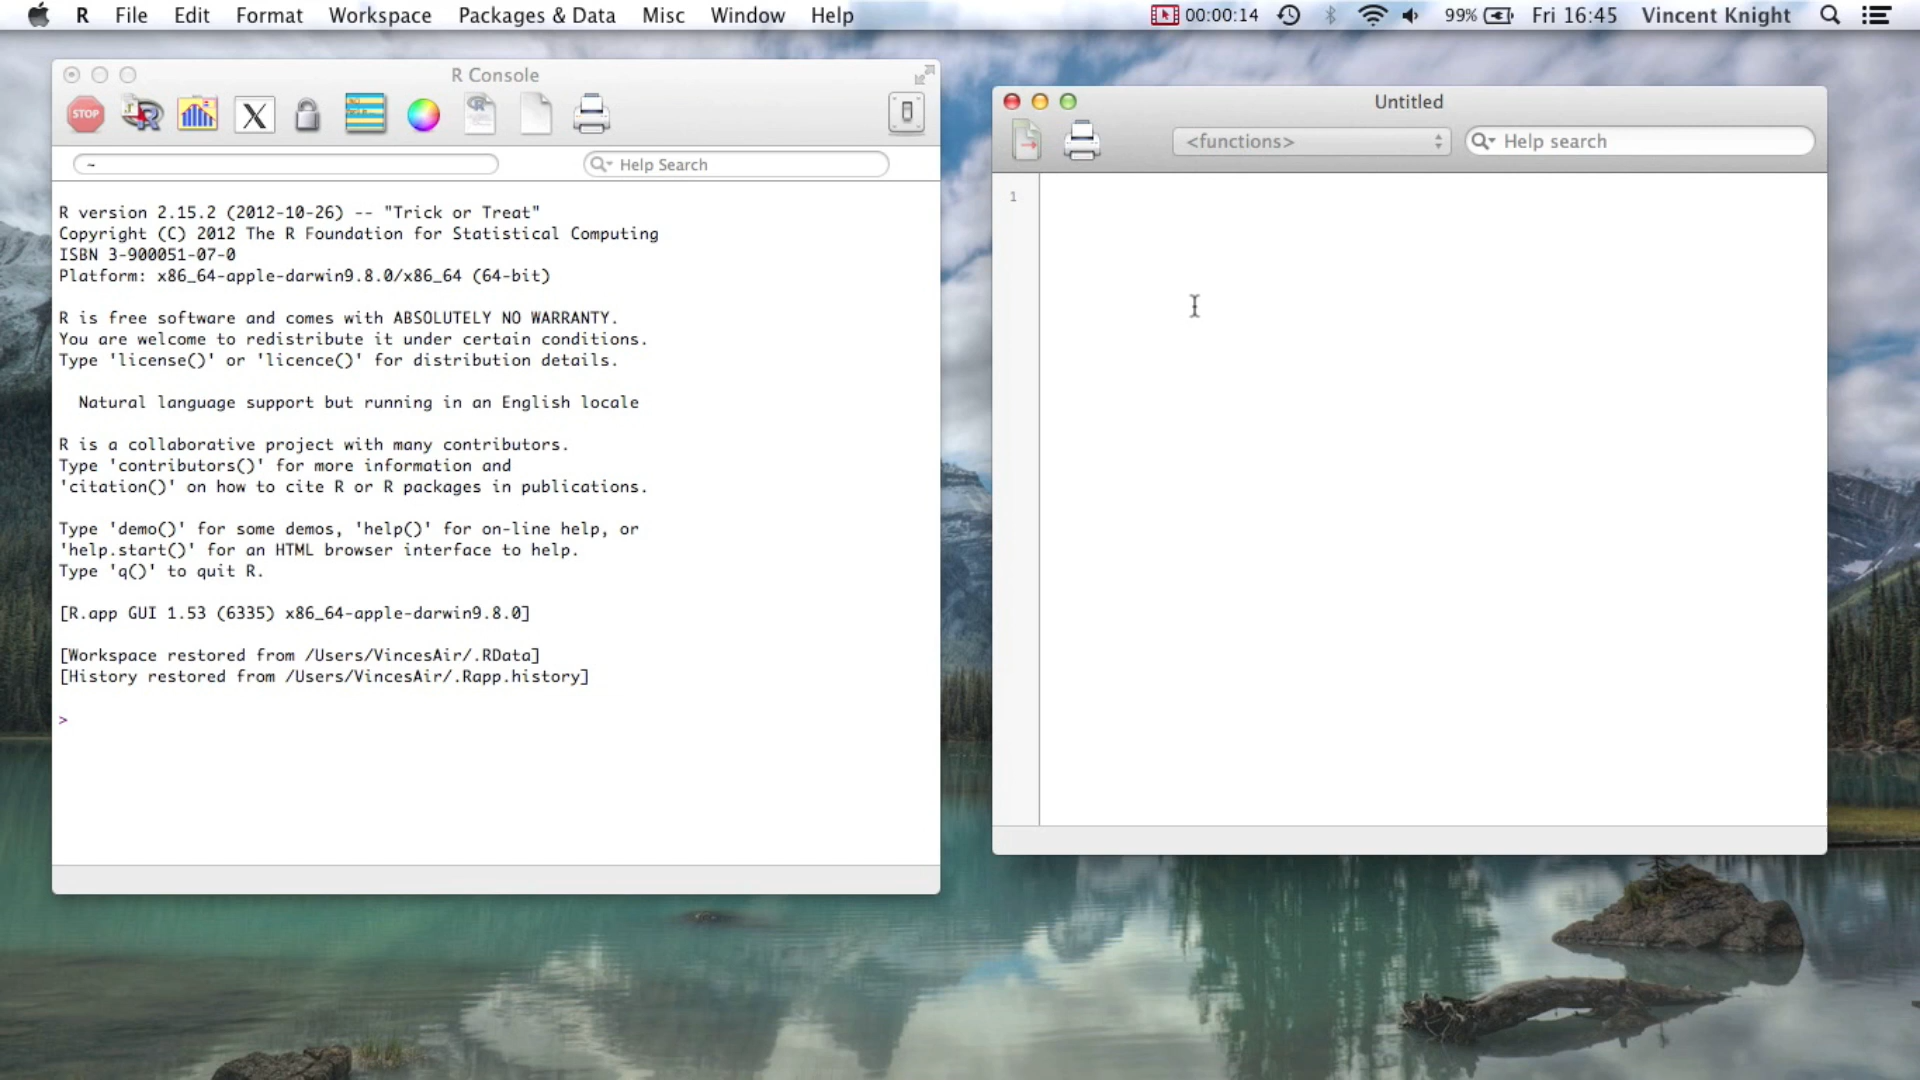 R File Edit Format Workspace Packages & Data Misc Window Help 00:00:14 99% Fri 16:45 Vincent Knight
R Console
STOP
~ Help Search
R version 2.15.2 (2012-10-26) -- "Trick or Treat"
Copyright (C) 2012 The R Foundation for Statistical Computing
ISBN 3-900051-07-0
Platform: x86_64-apple-darwin9.8.0/x86_64 (64-bit)
R is free software and comes with ABSOLUTELY NO WARRANTY.
You are welcome to redistribute it under certain conditions.
Type 'license()' or 'licence()' for distribution details.
Natural language support but running in an English locale
R is a collaborative project with many contributors.
Type 'contributors()' for more information and
'citation()' on how to cite R or R packages in publications.
Type 'demo()' for some demos, 'help()' for on-line help, or
'help.start()' for an HTML browser interface to help.
Type 'q()' to quit R.
[R.app GUI 1.53 (6335) x86_64-apple-darwin9.8.0]
[Workspace restored from /Users/VincesAir/.RData]
[History restored from /Users/VincesAir/.Rapp.history]
>
Untitled
<functions> Help search
1